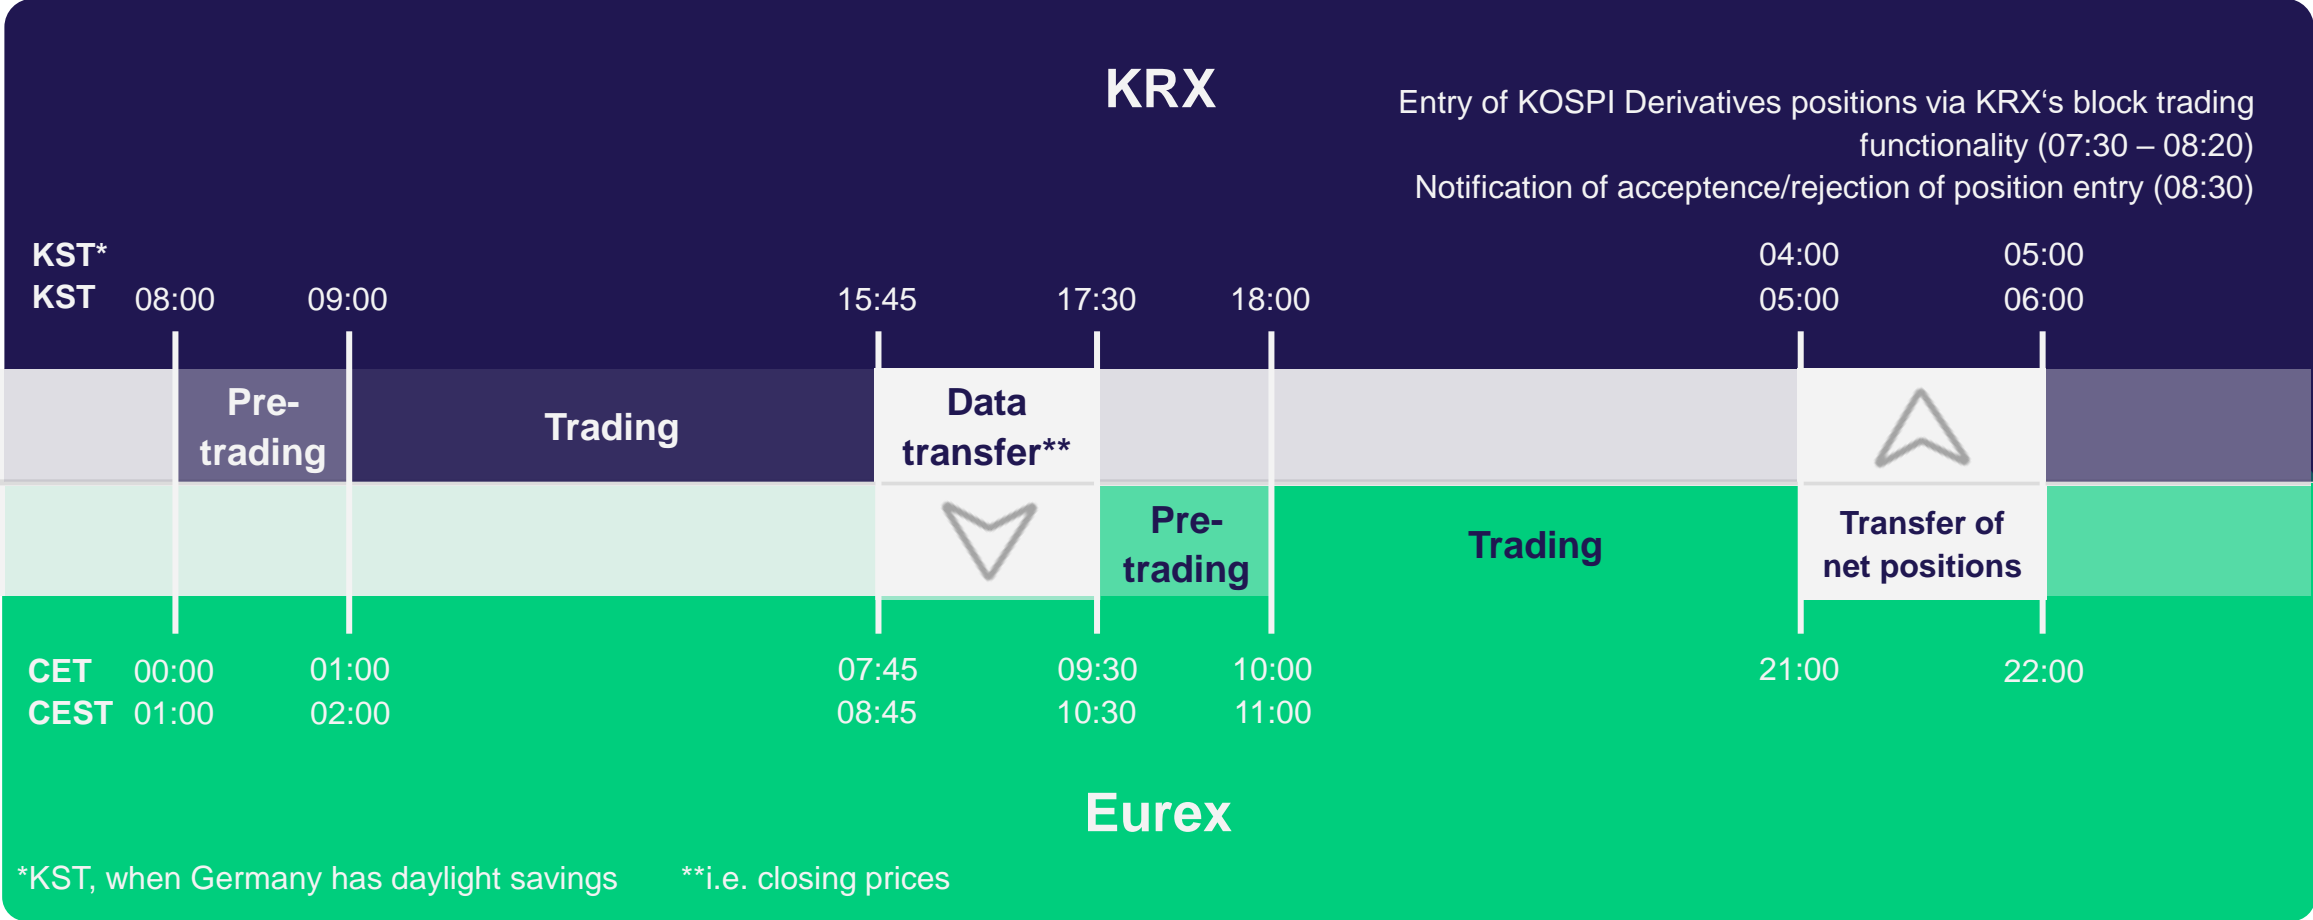 KRX
Entry of KOSPI Derivatives positions via KRX‘s block trading
functionality (07:30 – 08:20)
Notification of acceptence/rejection of position entry (08:30)
KST* 04:00 05:00
KST 08:00 09:00 15:45 17:30 18:00 05:00 06:00
Pre-
trading
Trading
Data
transfer**
Pre-
trading
Trading
Transfer of
net positions
CET 00:00 01:00 07:45 09:30 10:00 21:00 22:00
CEST 01:00 02:00 08:45 10:30 11:00
Eurex
*KST, when Germany has daylight savings **i.e. closing prices